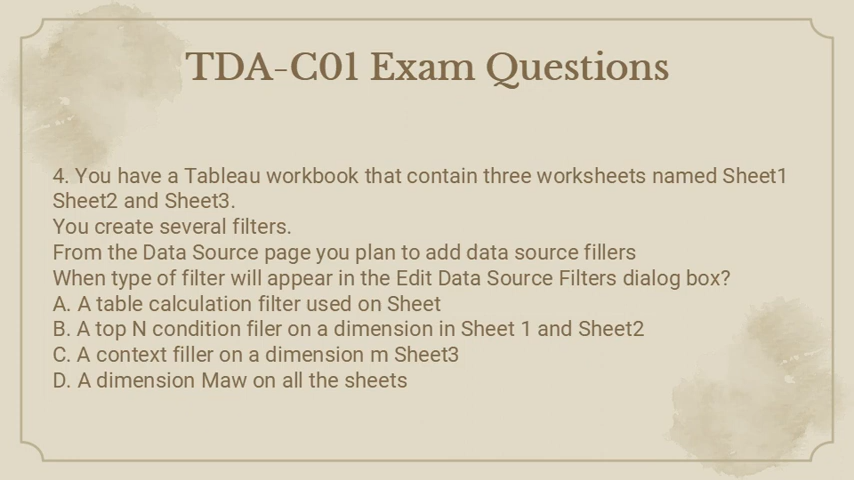 TDA-C01 Exam Questions
4. You have a Tableau workbook that contain three worksheets named Sheet1
Sheet2 and Sheet3.
You create several filters.
From the Data Source page you plan to add data source fillers
When type of filter will appear in the Edit Data Source Filters dialog box?
A. A table calculation filter used on Sheet
B. A top N condition filer on a dimension in Sheet 1 and Sheet2
C. A context filler on a dimension m Sheet3
D. A dimension Maw on all the sheets